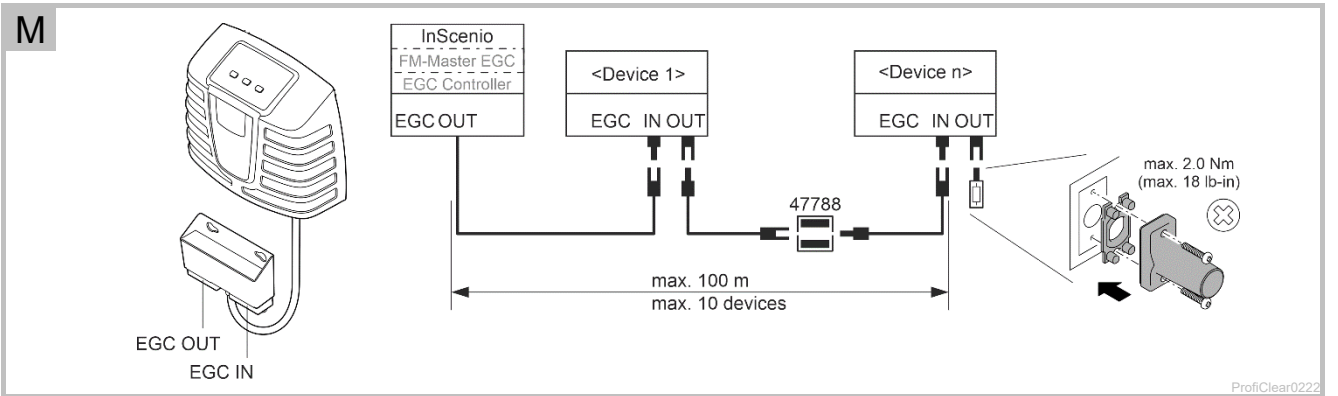 M
InScenio
FM-Master EGC
EGC Controller
EGC OUT
<Device 1>
EGC IN OUT
<Device n>
EGC IN OUT
47788
max. 2.0 Nm
(max. 18 lb-in)
max. 100 m
max. 10 devices
EGC OUT
EGC IN
ProfiClear0222